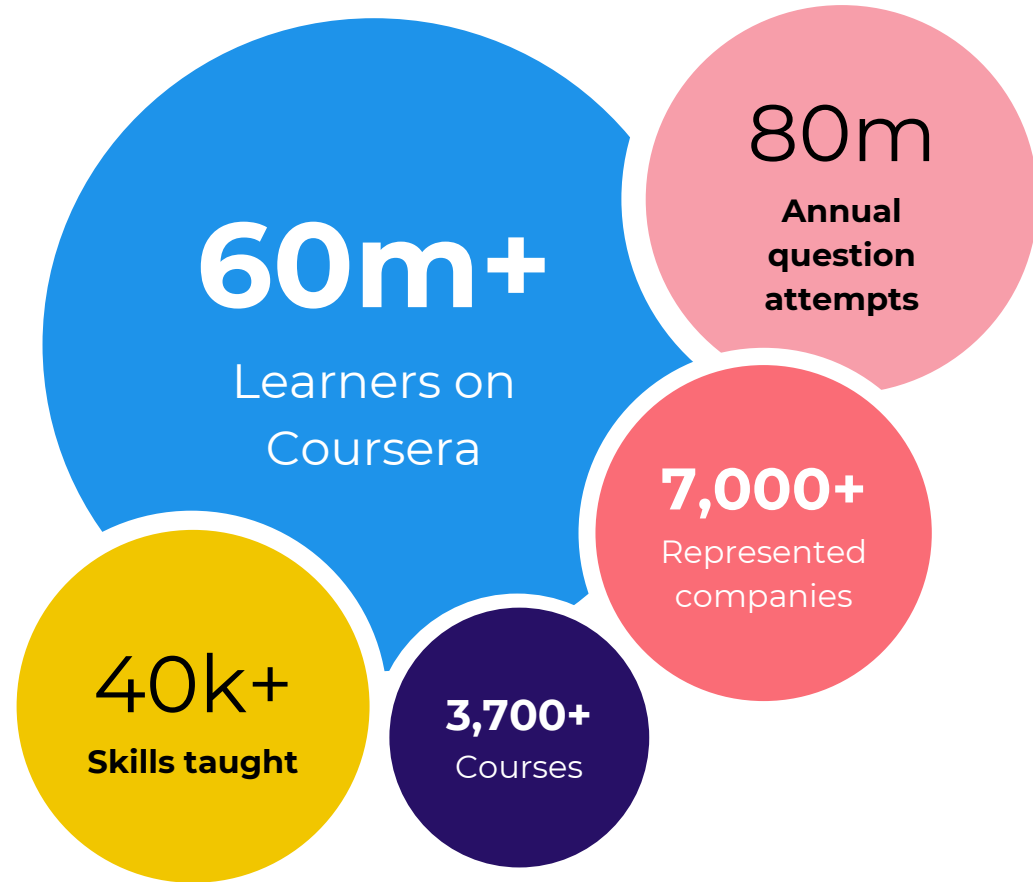 60m+
Learners on
Coursera
80m
Annual
question
attempts
7,000+
Represented
companies
40k+
Skills taught
3,700+
Courses